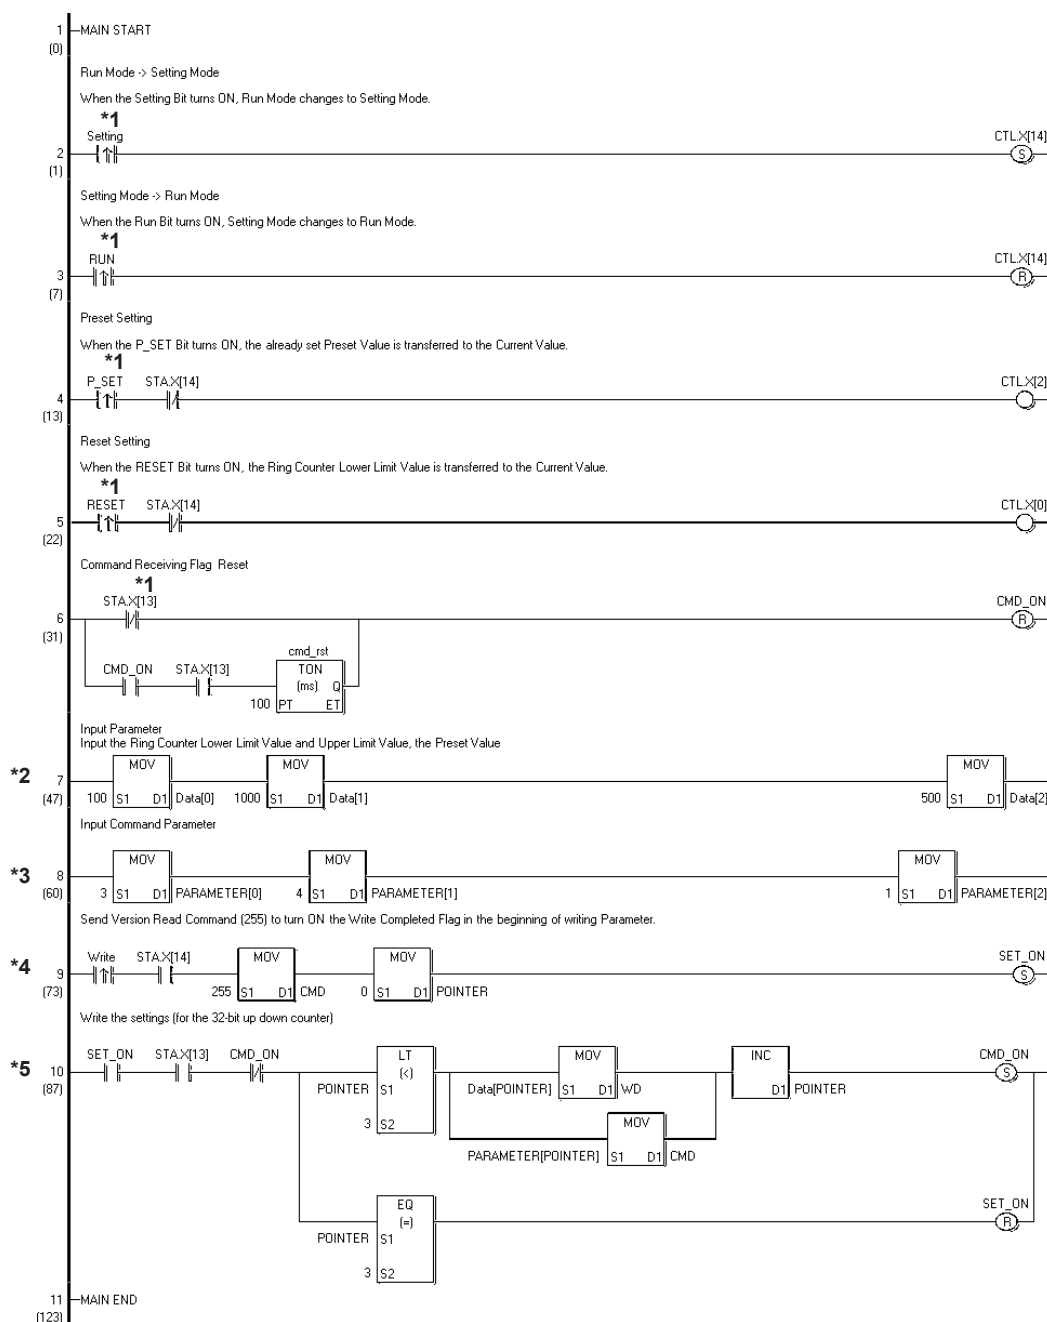 1 MAIN START
(0)
Run Mode -> Setting Mode
When the Setting Bit turns ON, Run Mode changes to Setting Mode.
*1
Setting CTL.X[14]
2 S
(1)
Setting Mode -> Run Mode
When the Run Bit turns ON, Setting Mode changes to Run Mode.
*1
RUN CTL.X[14]
3 R
(7)
Preset Setting
When the P_SET Bit turns ON, the already set Preset Value is transferred to the Current Value.
*1
P_SET STA.X[14] CTL.X[2]
4
(13)
Reset Setting
When the RESET Bit turns ON, the Ring Counter Lower Limit Value is transferred to the Current Value.
*1
RESET STA.X[14] CTL.X[0]
5
(22)
Command Receiving Flag Reset
*1
STA.X[13] CMD_ON
6 R
(31)
cmd_rst
CMD_ON STA.X[13] TON
(ms) Q
100 PT ET
Input Parameter
Input the Ring Counter Lower Limit Value and Upper Limit Value, the Preset Value
MOV MOV MOV
*2 7
(47) 100 S1 D1 Data[0] 1000 S1 D1 Data[1] 500 S1 D1 Data[2]
Input Command Parameter
MOV MOV MOV
*3 8
(60) 3 S1 D1 PARAMETER[0] 4 S1 D1 PARAMETER[1] 1 S1 D1 PARAMETER[2]
Send Version Read Command (255) to turn ON the Write Completed Flag in the beginning of writing Parameter.
Write STA.X[14] MOV MOV SET_ON
*4 9 S
(73) 255 S1 D1 CMD 0 S1 D1 POINTER
Write the settings (for the 32-bit up down counter)
SET_ON STA.X[13] CMD_ON LT MOV INC CMD_ON
*5 10 (<) S
(87) POINTER S1 Data[POINTER] S1 D1 WD D1 POINTER
3 S2 MOV
PARAMETER[POINTER] S1 D1 CMD
EQ SET_ON
(=) R
POINTER S1
3 S2
11 MAIN END
(123)